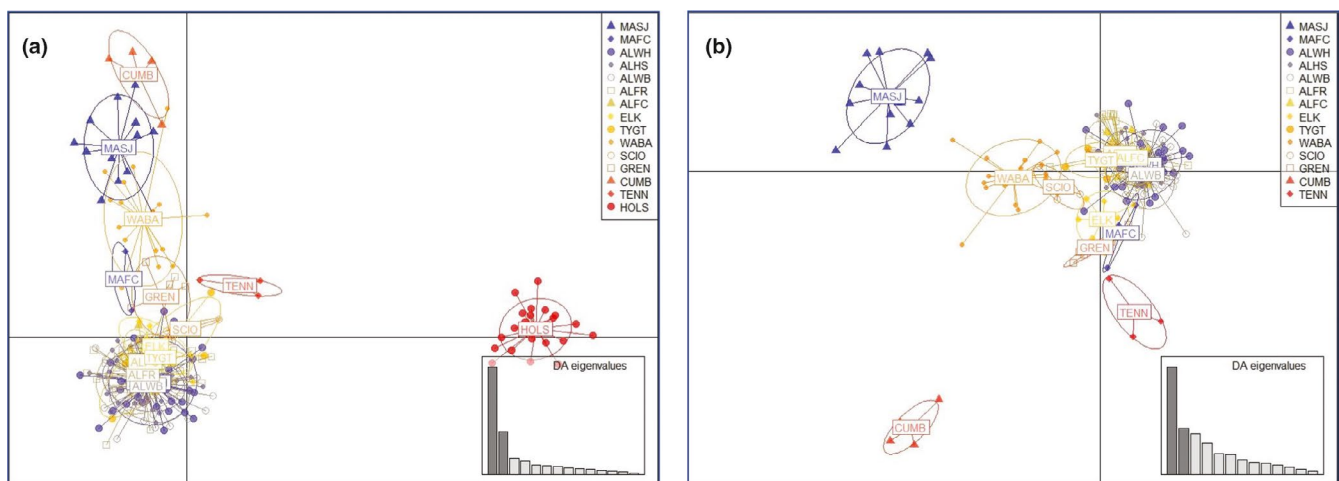 (a)
CUMB
MASJ
WABA
MAFC
GREN
TENN
SCIO
HOLS
ELK
TYGT
ALFR
ALWB
DA eigenvalues
MASJ
MAFC
ALWH
ALHS
ALWB
ALFR
ALFC
ELK
TYGT
WABA
SCIO
GREN
CUMB
TENN
HOLS
(b)
MASJ
TYGT
ALFC
ALWB
WABA
SCIO
ELK
MAFC
GREN
TENN
CUMB
DA eigenvalues
MASJ
MAFC
ALWH
ALHS
ALWB
ALFR
ALFC
ELK
TYGT
WABA
SCIO
GREN
CUMB
TENN